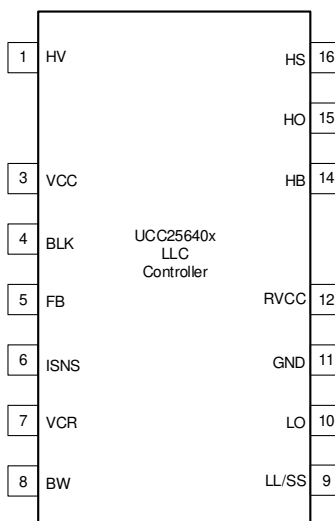 1 HV
HS 16
HO 15
3 VCC
HB 14
4 BLK
UCC25640x
LLC
Controller
5 FB
RVCC 12
6 ISNS
GND 11
7 VCR
LO 10
8 BW
LL/SS 9